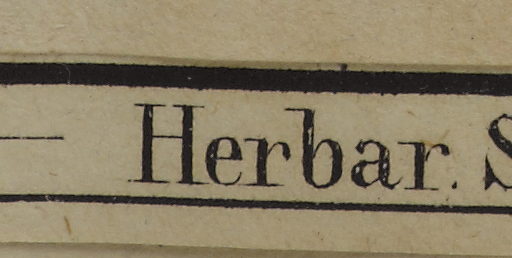 — Herbar. S